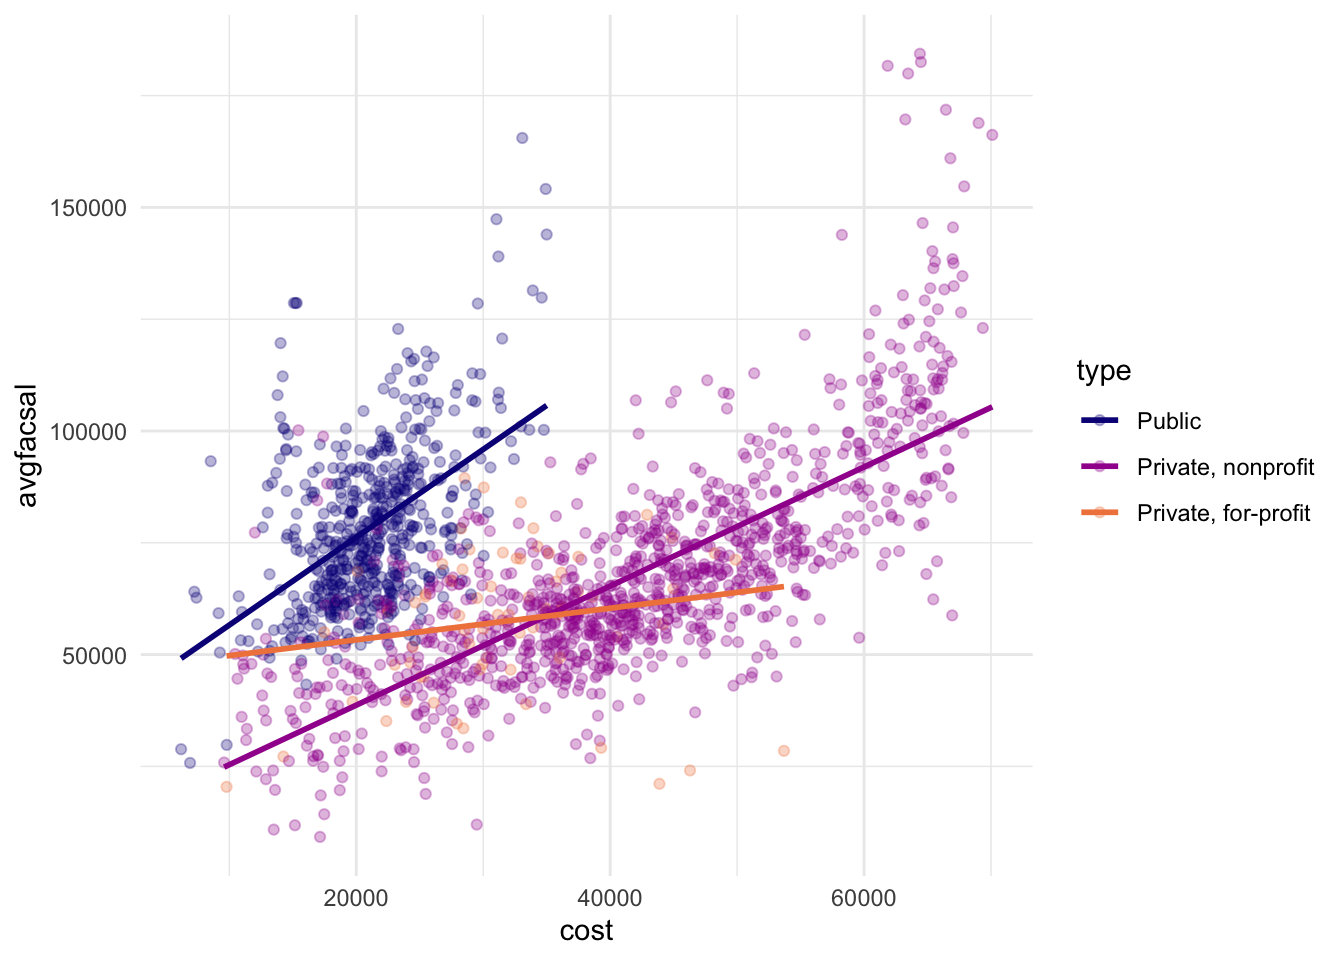 150000
100000
50000
avgfacsal
20000
40000
60000
cost
type
Public
Private, nonprofit
Private, for-profit